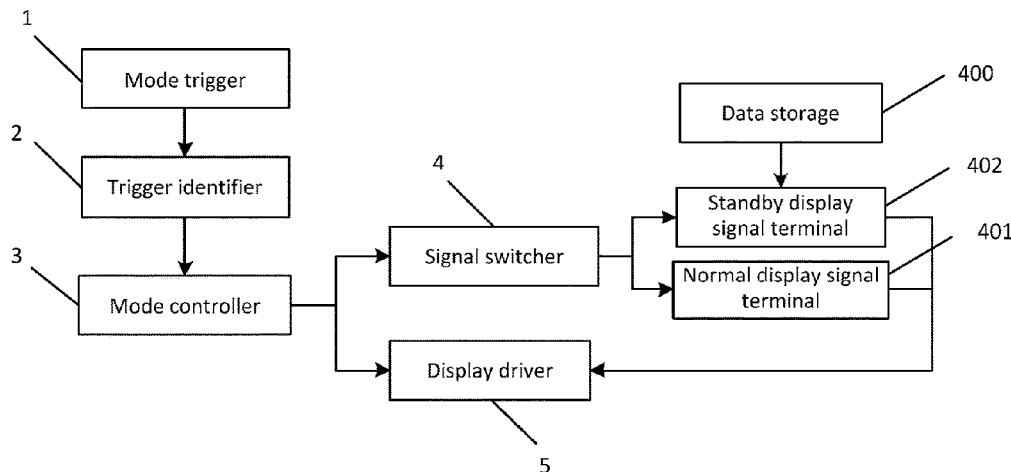 1
Mode trigger
2
Trigger identifier
3
Mode controller
4
Signal switcher
Display driver
5
Data storage
400
Standby display
signal terminal
402
Normal display signal
terminal
401